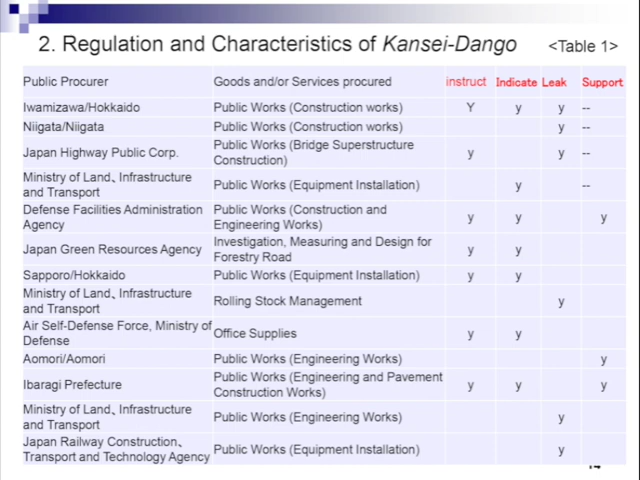 2. Regulation and Characteristics of Kansei-Dango <Table 1>
Public Procurer Goods and/or Services procured instruct Indicate Leak Support
Iwamizawa/Hokkaido Public Works (Construction works) Y y y --
Niigata/Niigata Public Works (Construction works) y --
Japan Highway Public Corp. Public Works (Bridge Superstructure
Construction) y y --
Ministry of Land、Infrastructure
and Transport Public Works (Equipment Installation) y --
Defense Facilities Administration
Agency Public Works (Construction and
Engineering Works) y y y
Japan Green Resources Agency Investigation, Measuring and Design for
Forestry Road y y
Sapporo/Hokkaido Public Works (Equipment Installation) y y
Ministry of Land、Infrastructure
and Transport Rolling Stock Management y
Air Self-Defense Force, Ministry of
Defense Office Supplies y y
Aomori/Aomori Public Works (Engineering Works) y
Ibaragi Prefecture Public Works (Engineering and Pavement
Construction Works) y y y
Ministry of Land、Infrastructure
and Transport Public Works (Engineering Works) y
Japan Railway Construction、
Transport and Technology Agency Public Works (Equipment Installation) y
14